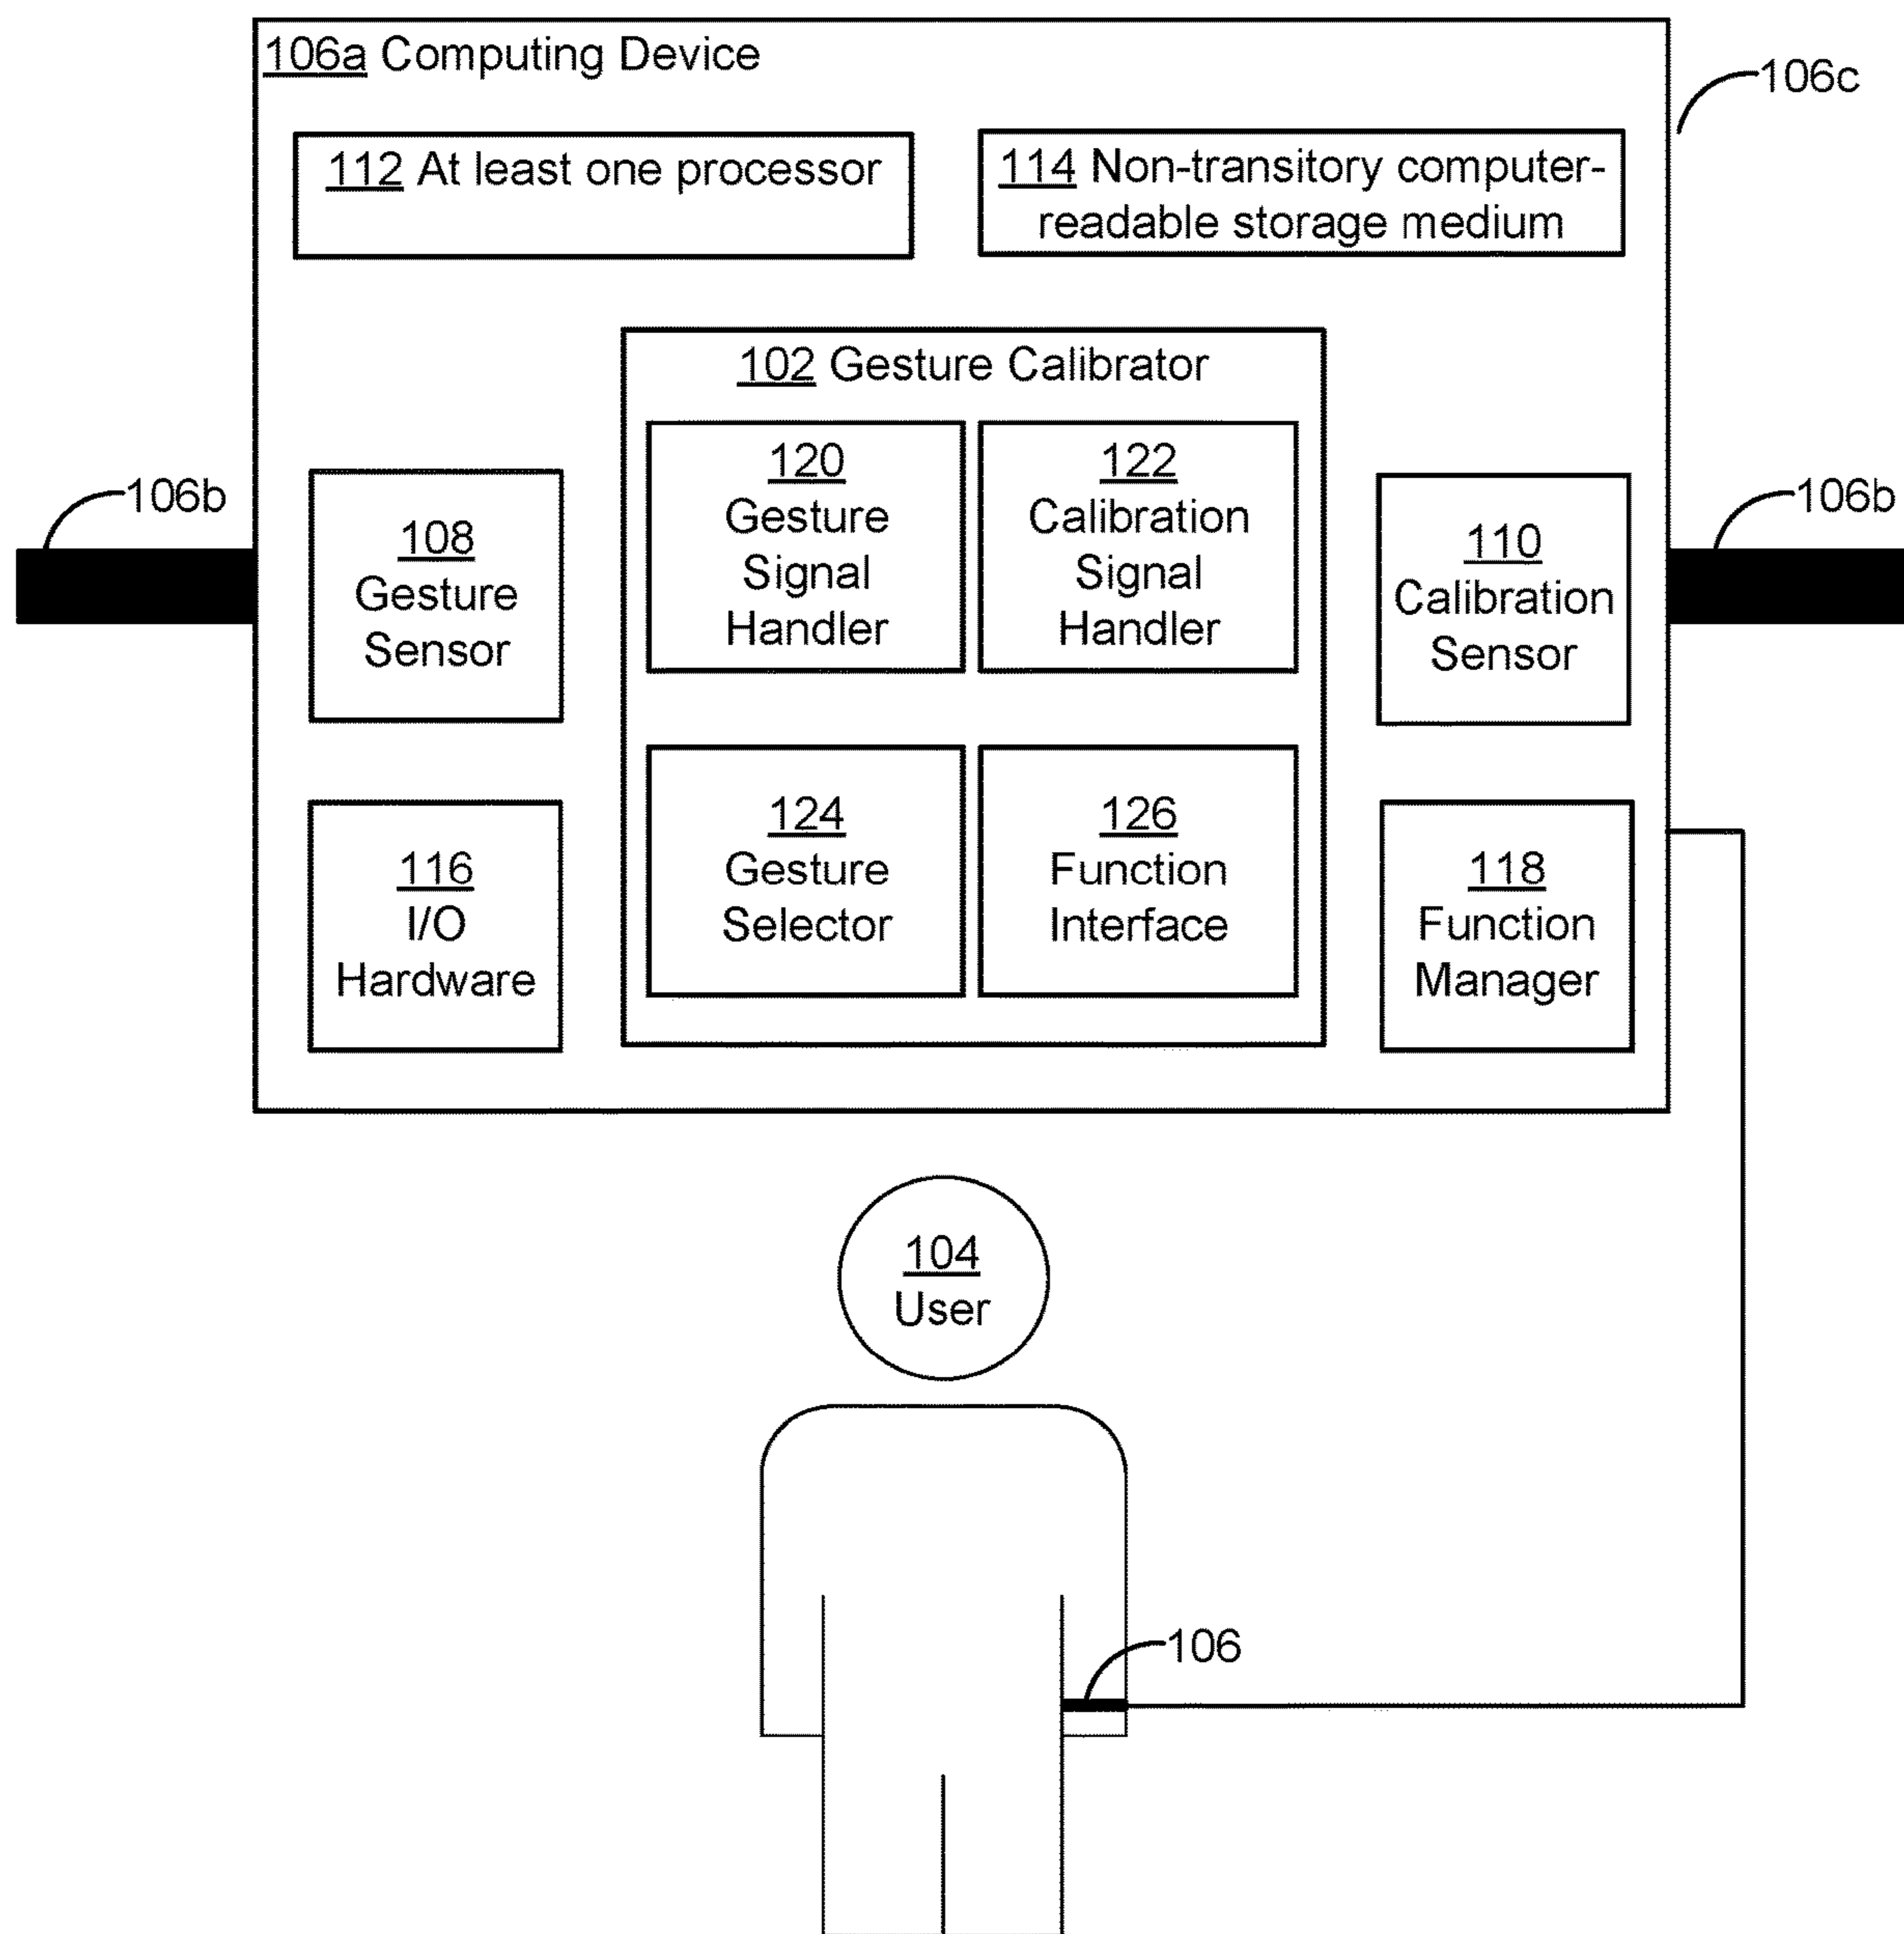 106a Computing Device
106c
112 At least one processor
114 Non-transitory computer-
readable storage medium
102 Gesture Calibrator
106b
108
Gesture
Sensor
120
Gesture
Signal
Handler
122
Calibration
Signal
Handler
110
Calibration
Sensor
106b
116
I/O
Hardware
124
Gesture
Selector
126
Function
Interface
118
Function
Manager
104
User
106